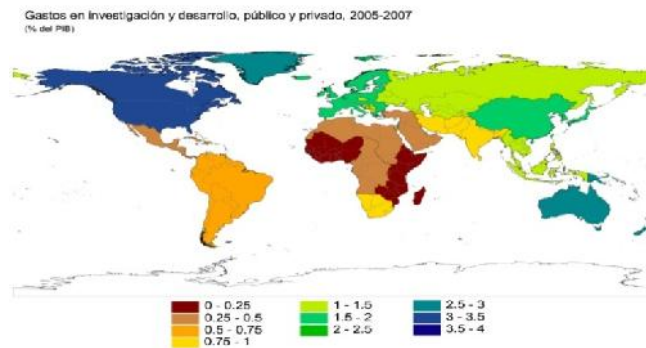 Gastos en investigación y desarrollo, público y privado, 2005-2007
(% del PIB)
0 - 0.25
0.25 - 0.5
0.5 - 0.75
0.75 - 1
1 - 1.5
1.5 - 2
2 - 2.5
2.5 - 3
3 - 3.5
3.5 - 4